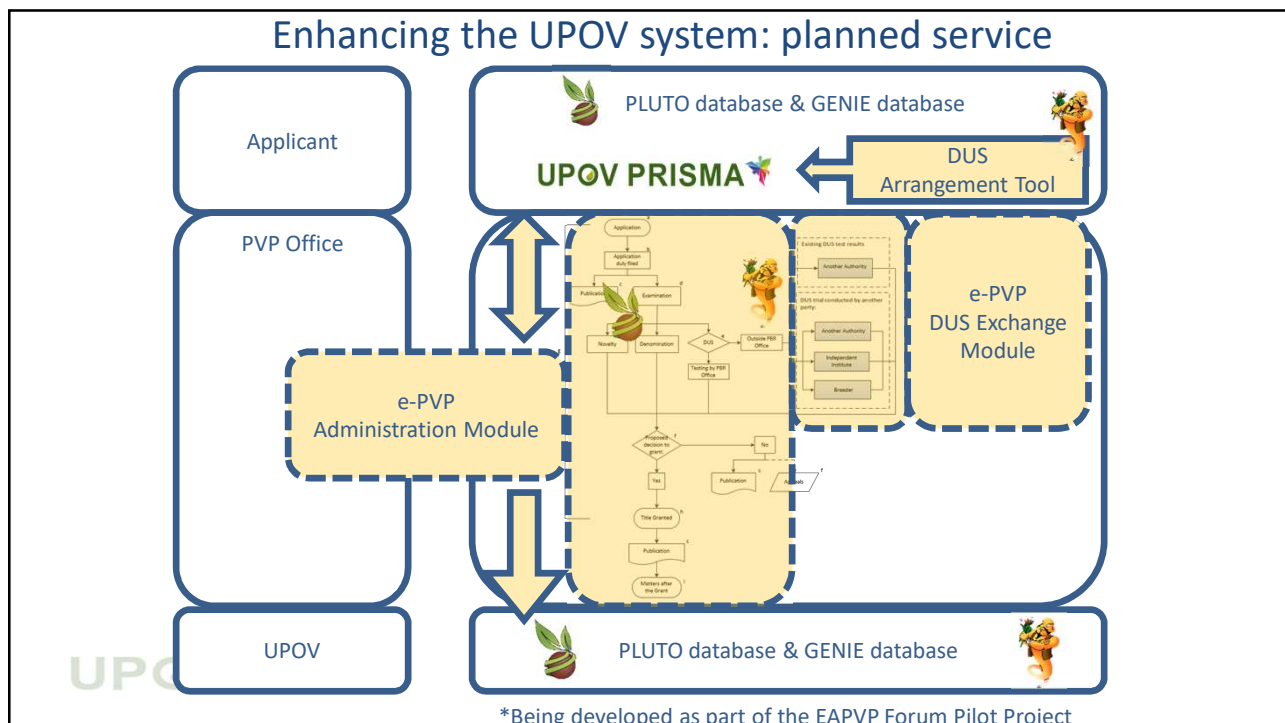 Enhancing the UPOV system: planned service
Applicant
PLUTO database & GENIE database
UPOV PRISMA
DUS
Arrangement Tool
PVP Office
e-PVP
Administration Module
Application
a
Application
duly filed
b
Publication
c
Examination
d
Novelty
Denomination
DUS
e
Outside PBR
Office
Testing by PBR
Office
Proposed
decision to
grant
f
No
Yes
Publication
Appeals
f
Title Granted
h
Publication
Matters after
the Grant
i
Existing DUS test results
Another Authority
DUS trial conducted by another
party:
Another Authority
Independent
Institute
Breeder
e-PVP
DUS Exchange
Module
UPOV
PLUTO database & GENIE database
*Being developed as part of the EAPVP Forum Pilot Project